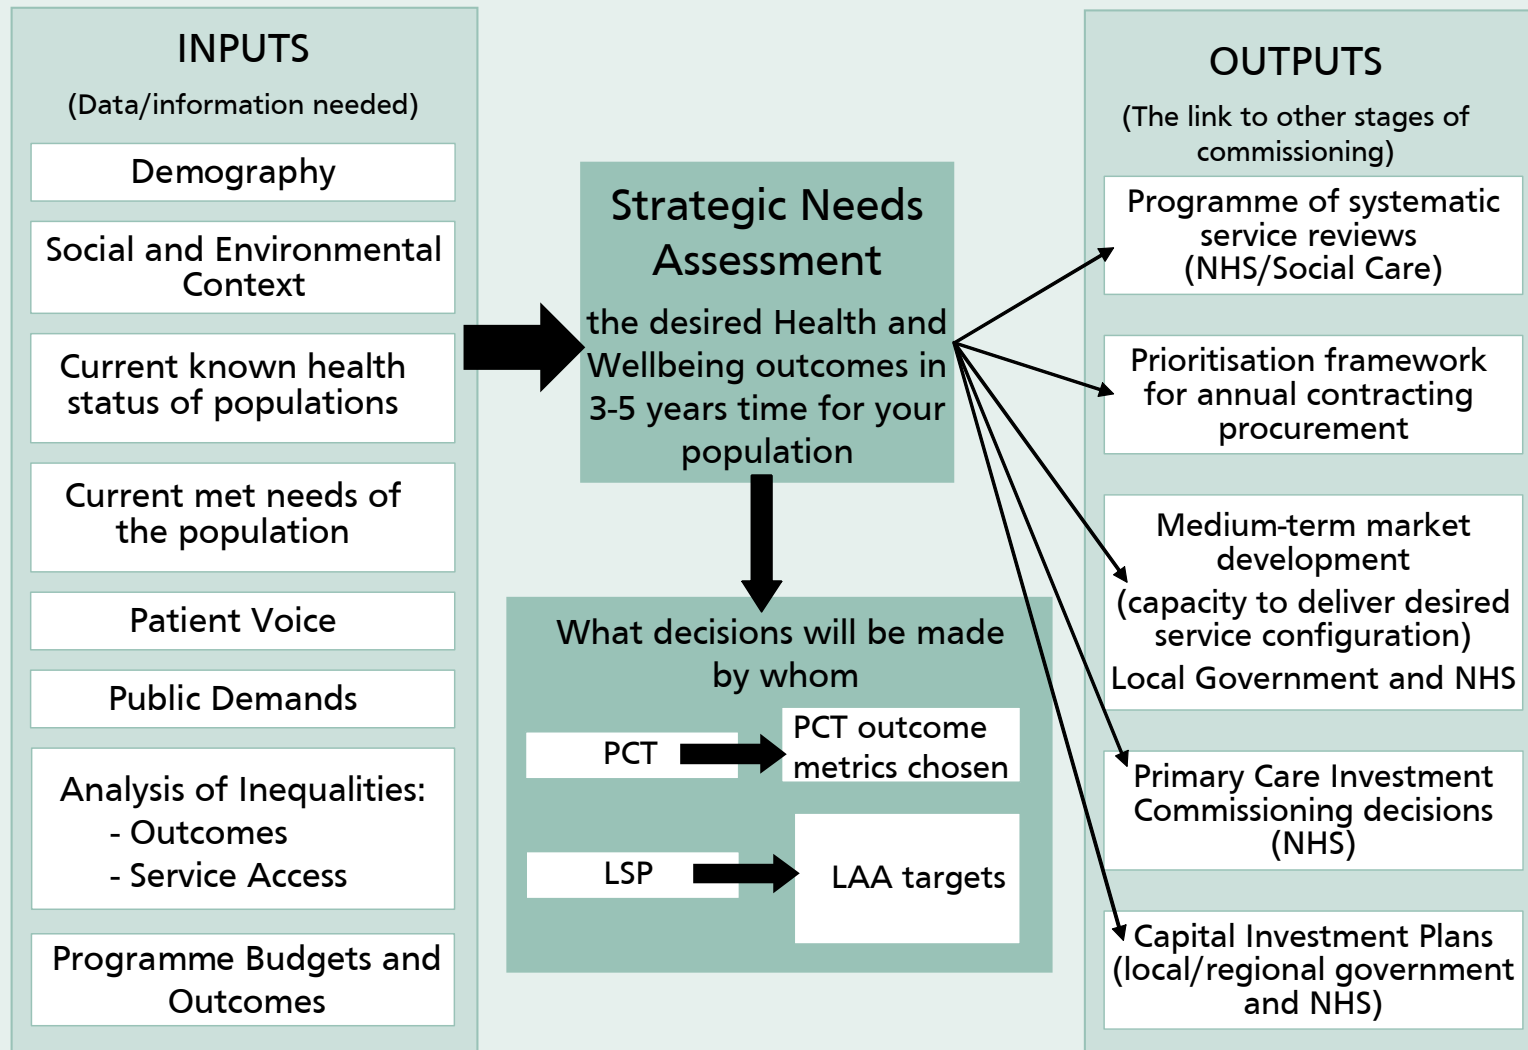 INPUTS
(Data/information needed)
Demography
Social and Environmental
Context
Current known health
status of populations
Current met needs of
the population
Patient Voice
Public Demands
Analysis of Inequalities:
- Outcomes
- Service Access
Programme Budgets and
Outcomes
Strategic Needs
Assessment
the desired Health and
Wellbeing outcomes in
3-5 years time for your
population
What decisions will be made
by whom
PCT
PCT outcome
metrics chosen
LSP
LAA targets
OUTPUTS
(The link to other stages of
commissioning)
Programme of systematic
service reviews
(NHS/Social Care)
Prioritisation framework
for annual contracting
procurement
Medium-term market
development
(capacity to deliver desired
service configuration)
Local Government and NHS
Primary Care Investment
Commissioning decisions
(NHS)
Capital Investment Plans
(local/regional government
and NHS)